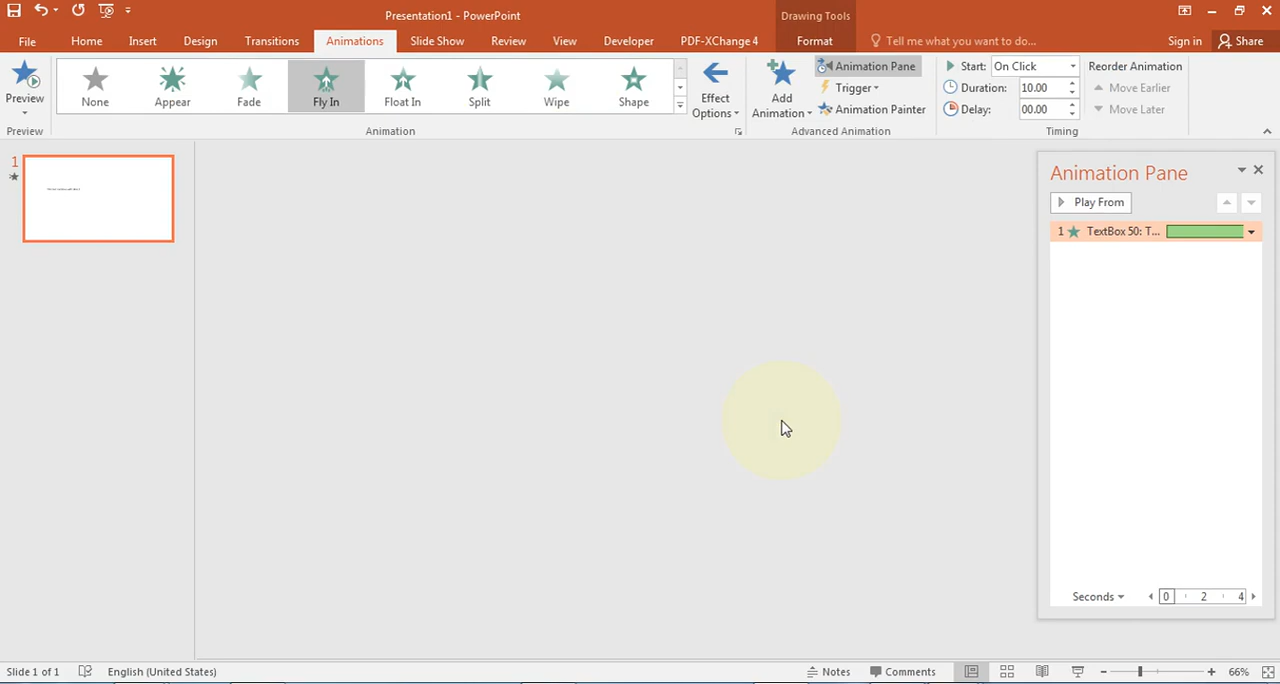 Presentation1 - PowerPoint
Drawing Tools
File Home Insert Design Transitions Animations Slide Show Review View Developer PDF-XChange 4 Format Tell me what you want to do... Sign in Share
Preview
None Appear Fade Fly In Float In Split Wipe Shape
Effect Options
Add Animation
Animation Pane
Trigger
Animation Painter
Start: On Click
Duration: 10.00
Delay: 00.00
Reorder Animation
Move Earlier
Move Later
Preview Animation Advanced Animation Timing
1
Animation Pane
Play From
1 TextBox 50: T...
Seconds 0 2 4
Slide 1 of 1 English (United States) Notes Comments 66%